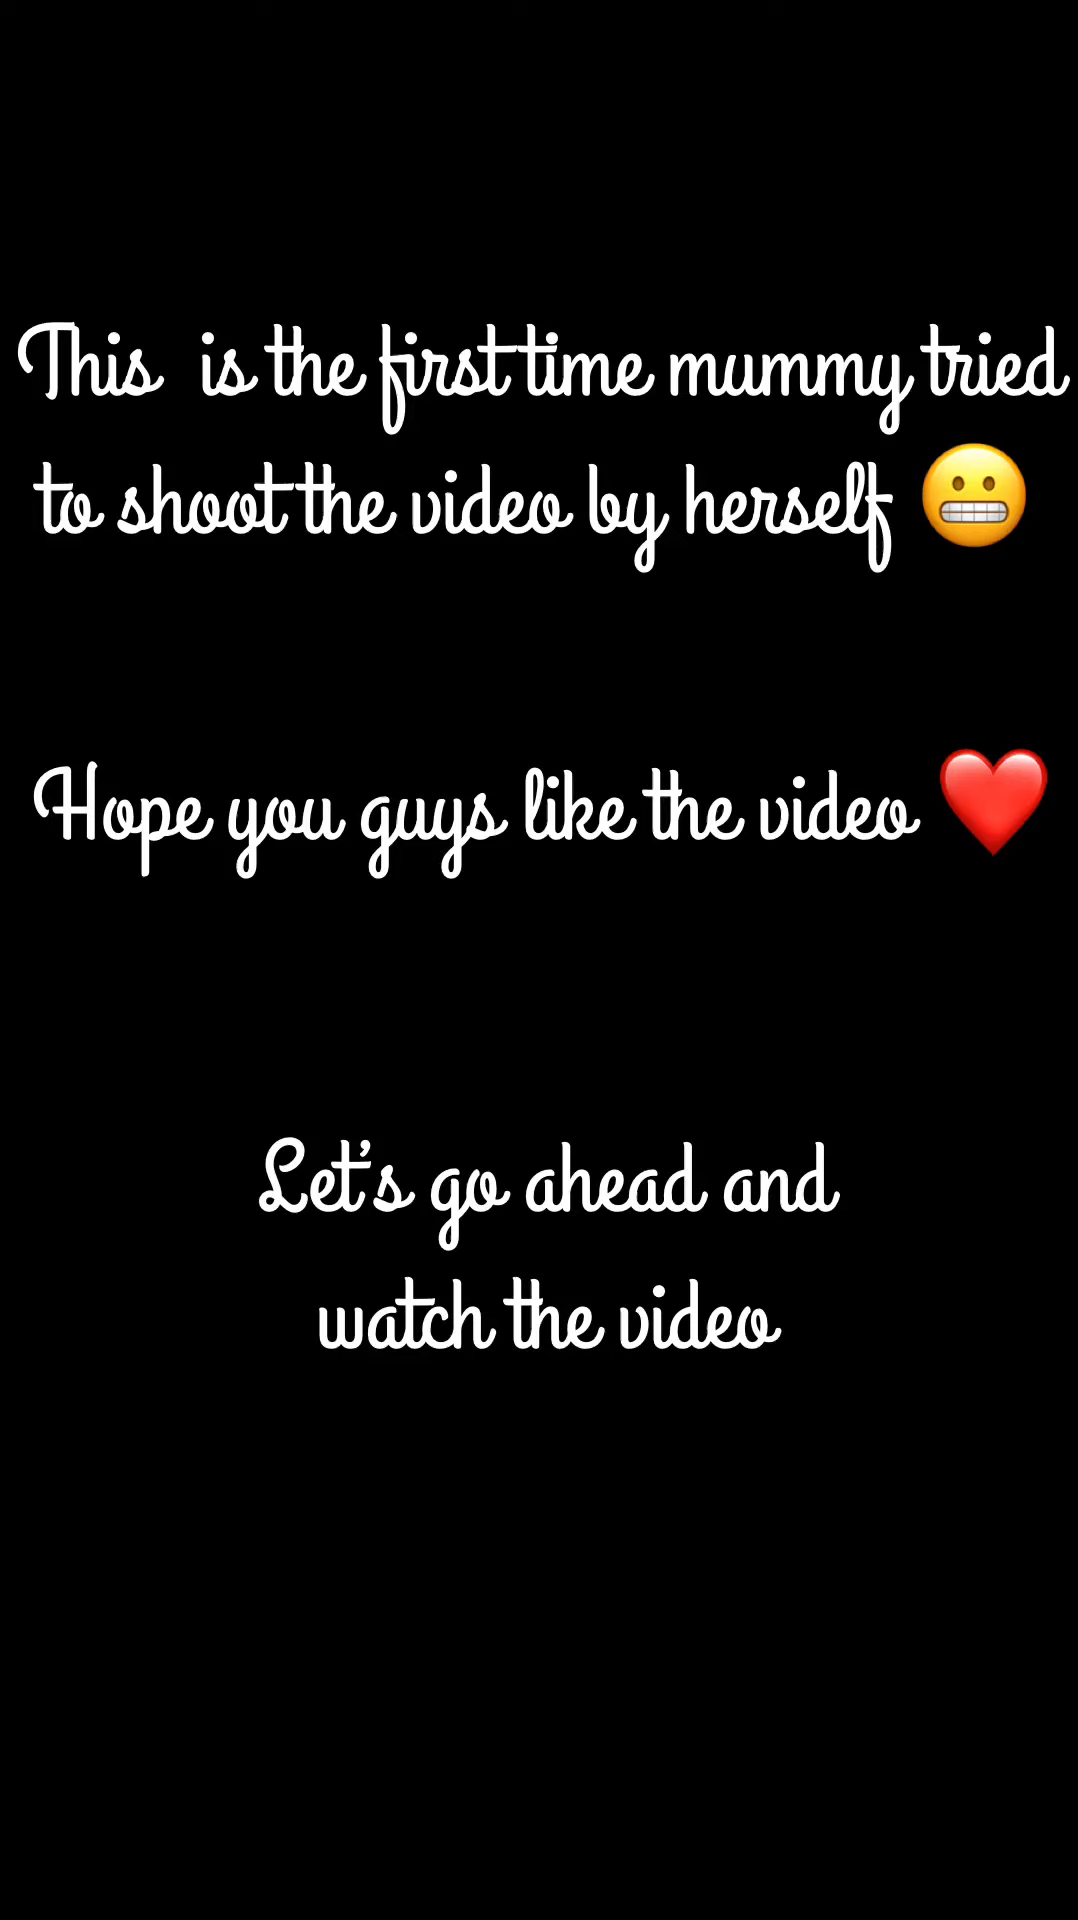 This is the first time mummy tried
to shoot the video by herself 😬
Hope you guys like the video ❤️
Let's go ahead and
watch the video